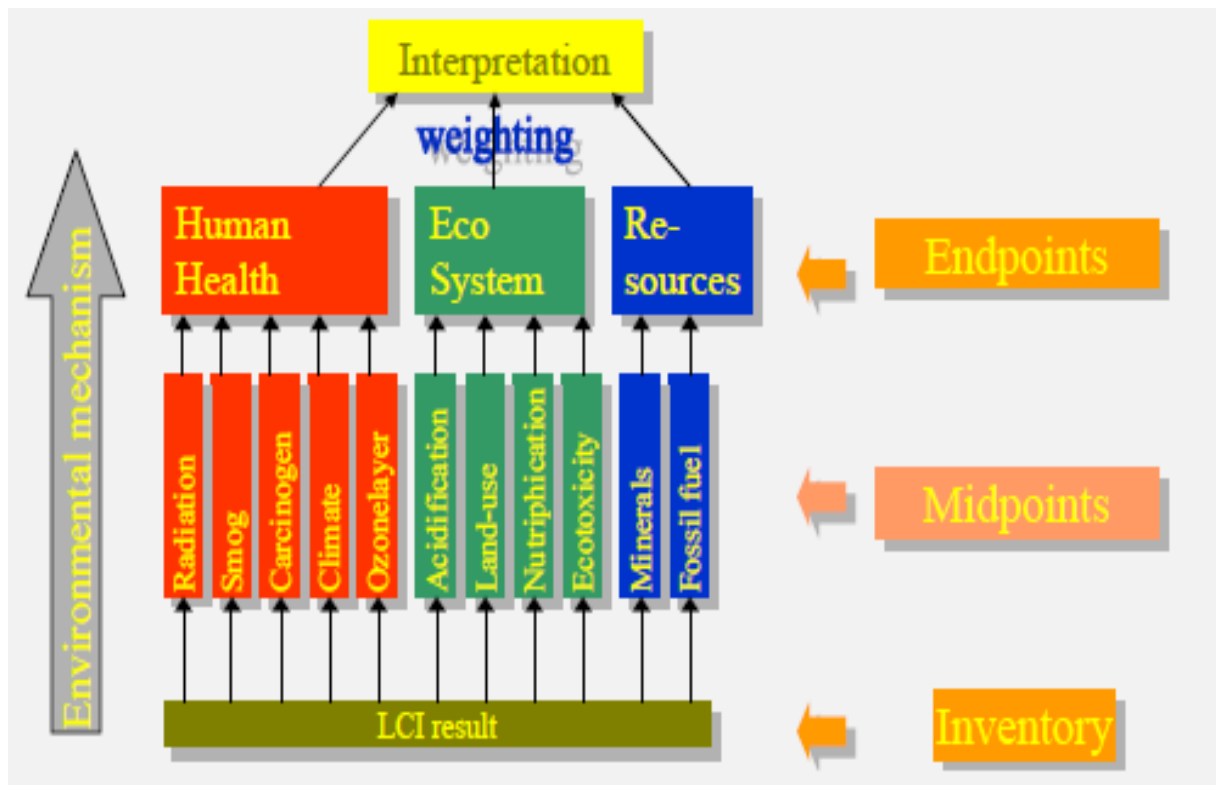 Interpretation
weighting
Human
Health
Eco
System
Re-
sources
Endpoints
Environmental mechanism
Radiation
Smog
Carcinogen
Climate
Ozonelayer
Acidification
Land-use
Nutriphication
Ecotoxicity
Minerals
Fossil fuel
Midpoints
LCI result
Inventory